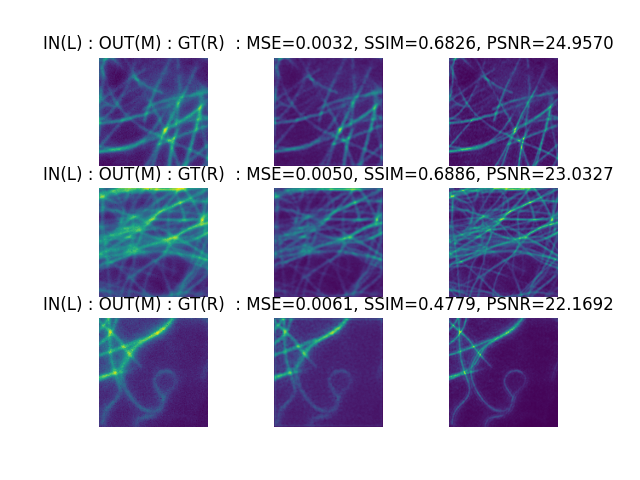 IN(L) : OUT(M) : GT(R)  : MSE=0.0032, SSIM=0.6826, PSNR=24.9570
IN(L) : OUT(M) : GT(R)  : MSE=0.0050, SSIM=0.6886, PSNR=23.0327
IN(L) : OUT(M) : GT(R)  : MSE=0.0061, SSIM=0.4779, PSNR=22.1692